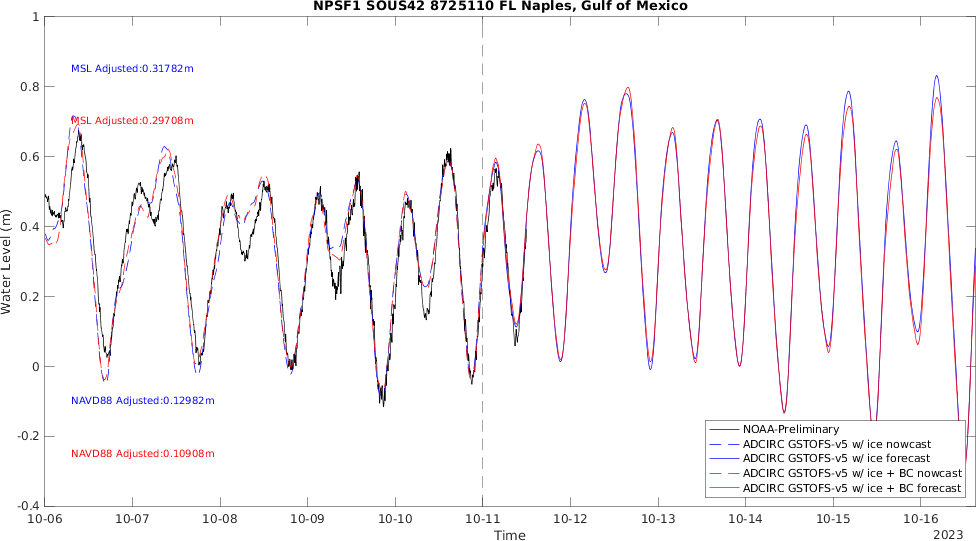 NPSF1 SOUS42 8725110 FL Naples, Gulf of Mexico
Water Level (m)
1
0.8
0.6
0.4
0.2
0
-0.2
-0.4
MSL Adjusted:0.31782m
MSL Adjusted:0.29708m
NAVD88 Adjusted:0.12982m
NAVD88 Adjusted:0.10908m
NOAA-Preliminary
ADCIRC GSTOFS-v5 w/ ice nowcast
ADCIRC GSTOFS-v5 w/ ice forecast
ADCIRC GSTOFS-v5 w/ ice + BC nowcast
ADCIRC GSTOFS-v5 w/ ice + BC forecast
10-06 10-07 10-08 10-09 10-10 10-11 10-12 10-13 10-14 10-15 10-16
Time
2023